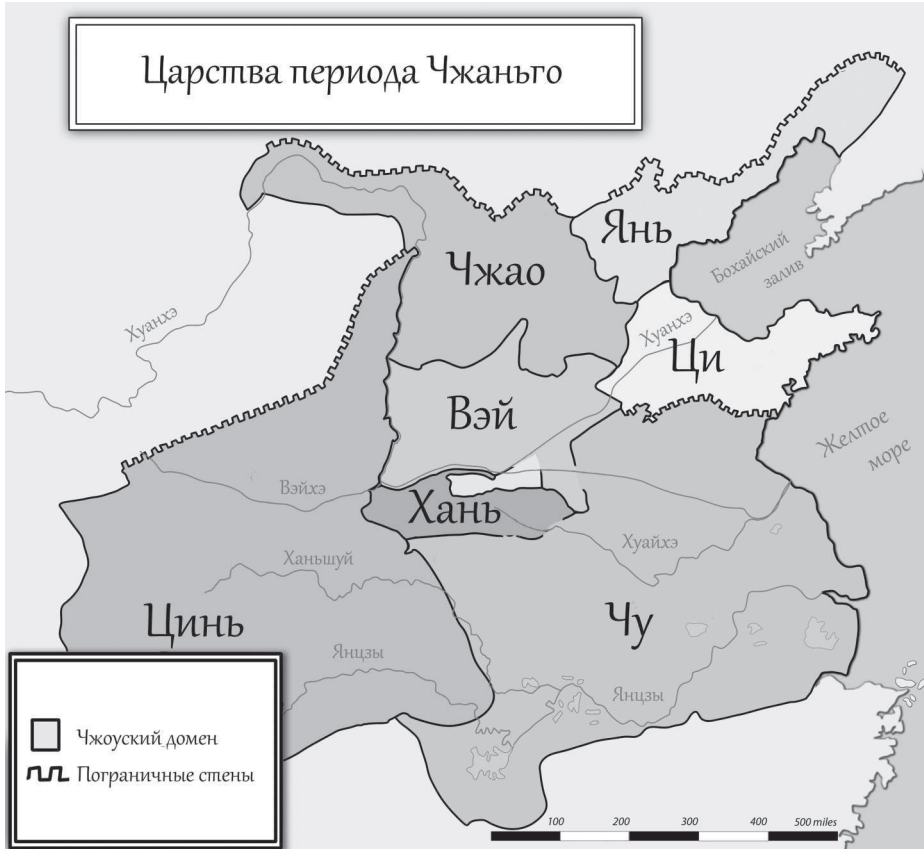 Царства периода Чжаньго
Янь
Бохайский
залив
Чжао
Хуанхэ
Хуанхэ
Ци
Вэй
Желтое
море
Вэйхэ
Хань
Хуайхэ
Ханьшуй
Цинь
Чу
Янцзы
Янцзы
Чжоуский домен
Пограничные стены
100 200 300 400 500 miles